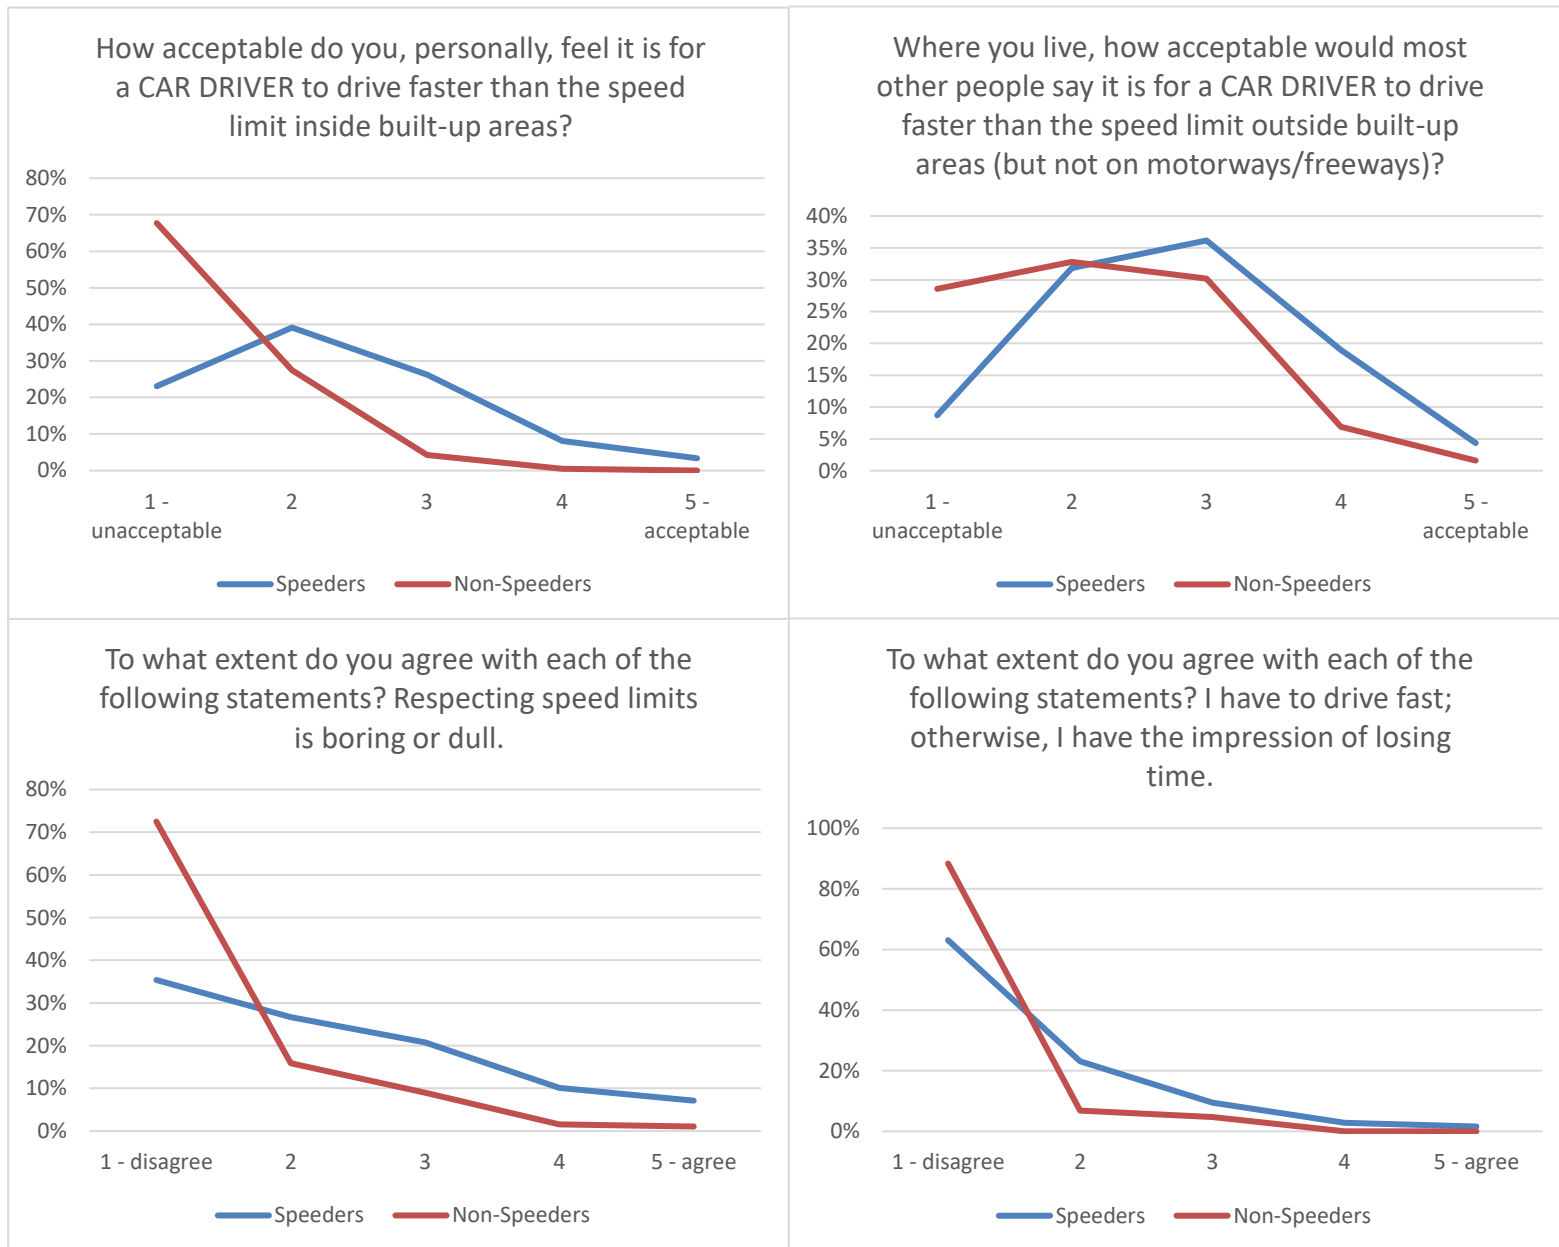 How acceptable do you, personally, feel it is for
a CAR DRIVER to drive faster than the speed
limit inside built-up areas?
80%
70%
60%
50%
40%
30%
20%
10%
0%
1 -
unacceptable
2
3
4
5 -
acceptable
Speeders
Non-Speeders
Where you live, how acceptable would most
other people say it is for a CAR DRIVER to drive
faster than the speed limit outside built-up
areas (but not on motorways/freeways)?
40%
35%
30%
25%
20%
15%
10%
5%
0%
1 -
unacceptable
2
3
4
5 -
acceptable
Speeders
Non-Speeders
To what extent do you agree with each of the
following statements? Respecting speed limits
is boring or dull.
80%
70%
60%
50%
40%
30%
20%
10%
0%
1 - disagree
2
3
4
5 - agree
Speeders
Non-Speeders
To what extent do you agree with each of the
following statements? I have to drive fast;
otherwise, I have the impression of losing
time.
100%
80%
60%
40%
20%
0%
1 - disagree
2
3
4
5 - agree
Speeders
Non-Speeders